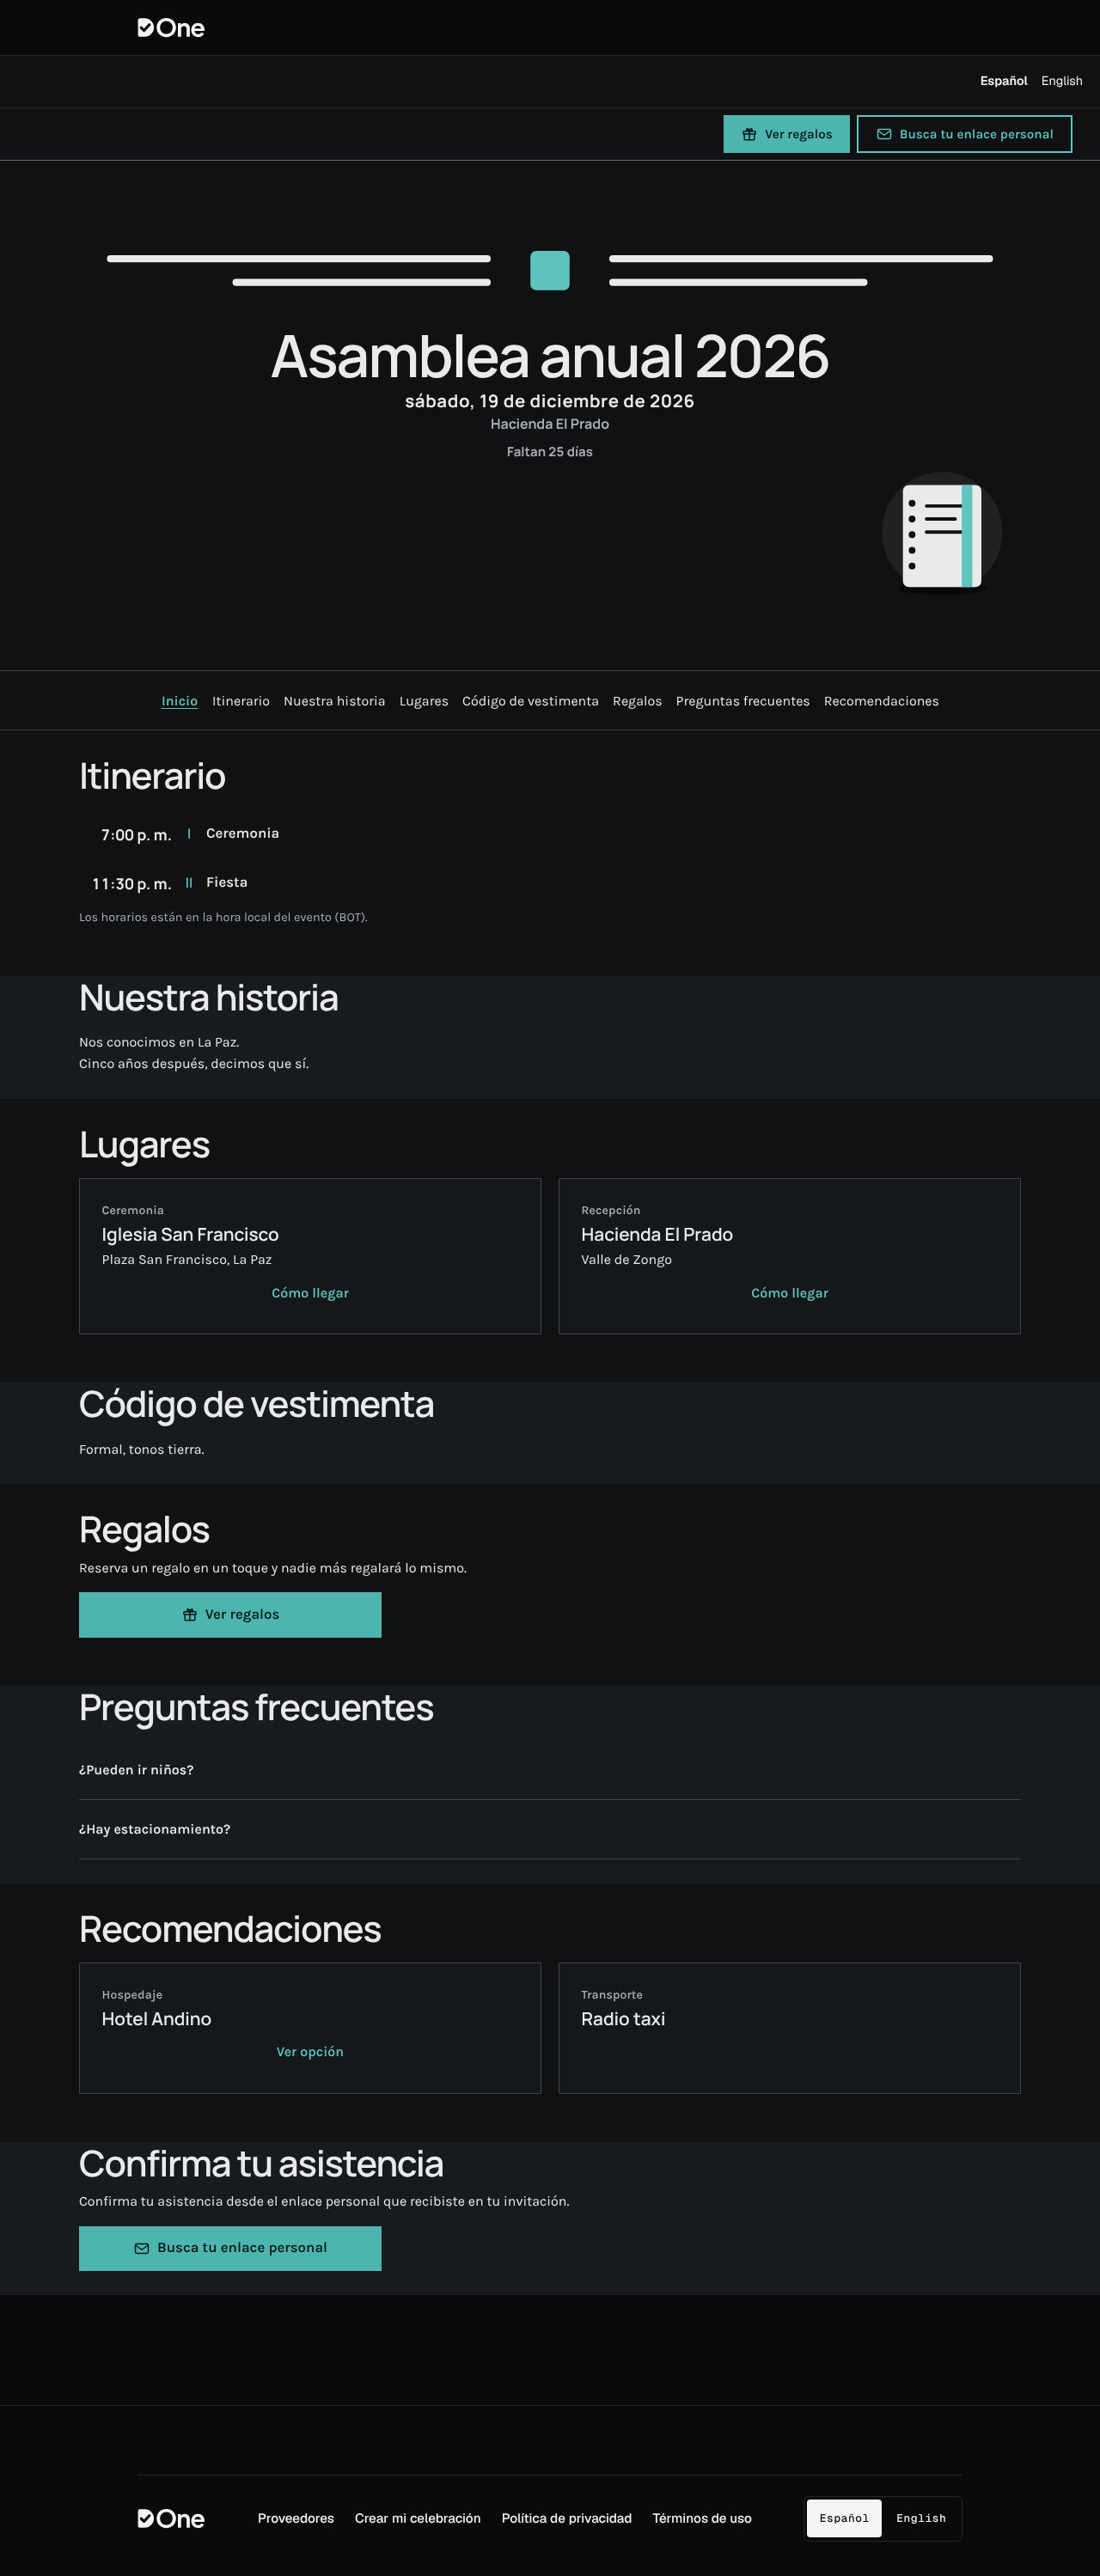 One
Español English
Ver regalos Busca tu enlace personal
Asamblea anual 2026
sábado, 19 de diciembre de 2026
Hacienda El Prado
Faltan 25 días
Inicio Itinerario Nuestra historia Lugares Código de vestimenta Regalos Preguntas frecuentes Recomendaciones
Itinerario
7:00 p. m. I Ceremonia
11:30 p. m. II Fiesta
Los horarios están en la hora local del evento (BOT).
Nuestra historia
Nos conocimos en La Paz.
Cinco años después, decimos que sí.
Lugares
Ceremonia
Iglesia San Francisco
Plaza San Francisco, La Paz
Cómo llegar
Recepción
Hacienda El Prado
Valle de Zongo
Cómo llegar
Código de vestimenta
Formal, tonos tierra.
Regalos
Reserva un regalo en un toque y nadie más regalará lo mismo.
Ver regalos
Preguntas frecuentes
¿Pueden ir niños?
¿Hay estacionamiento?
Recomendaciones
Hospedaje
Hotel Andino
Ver opción
Transporte
Radio taxi
Confirma tu asistencia
Confirma tu asistencia desde el enlace personal que recibiste en tu invitación.
Busca tu enlace personal
One
Proveedores Crear mi celebración Política de privacidad Términos de uso
Español English